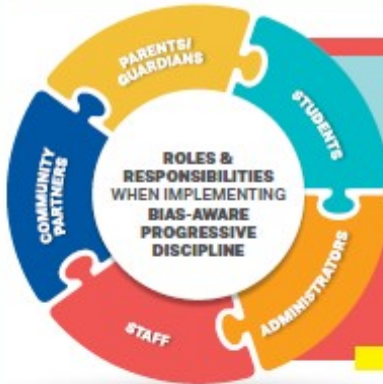 PARENTS/
GUARDIANS
STUDENTS
COMMUNITY
PARTNERS
ROLES &
RESPONSIBILITIES
WHEN IMPLEMENTING
BIAS-AWARE
PROGRESSIVE
DISCIPLINE
ADMINISTRATORS
STAFF